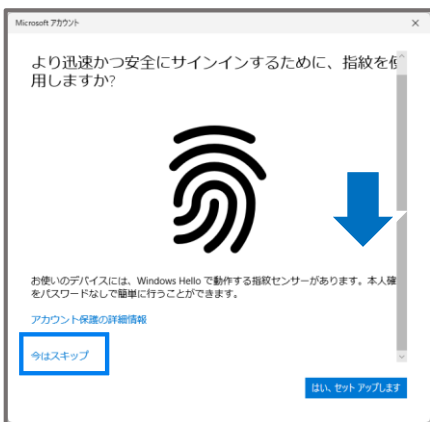 Microsoft アカウント
より迅速かつ安全にサインインするために、指紋を使
用しますか?
お使いのデバイスには、Windows Hello で動作する指紋センサーがあります。本人確
をパスワードなしで簡単に行うことができます。
アカウント保護の詳細情報
今はスキップ
はい、セット アップします